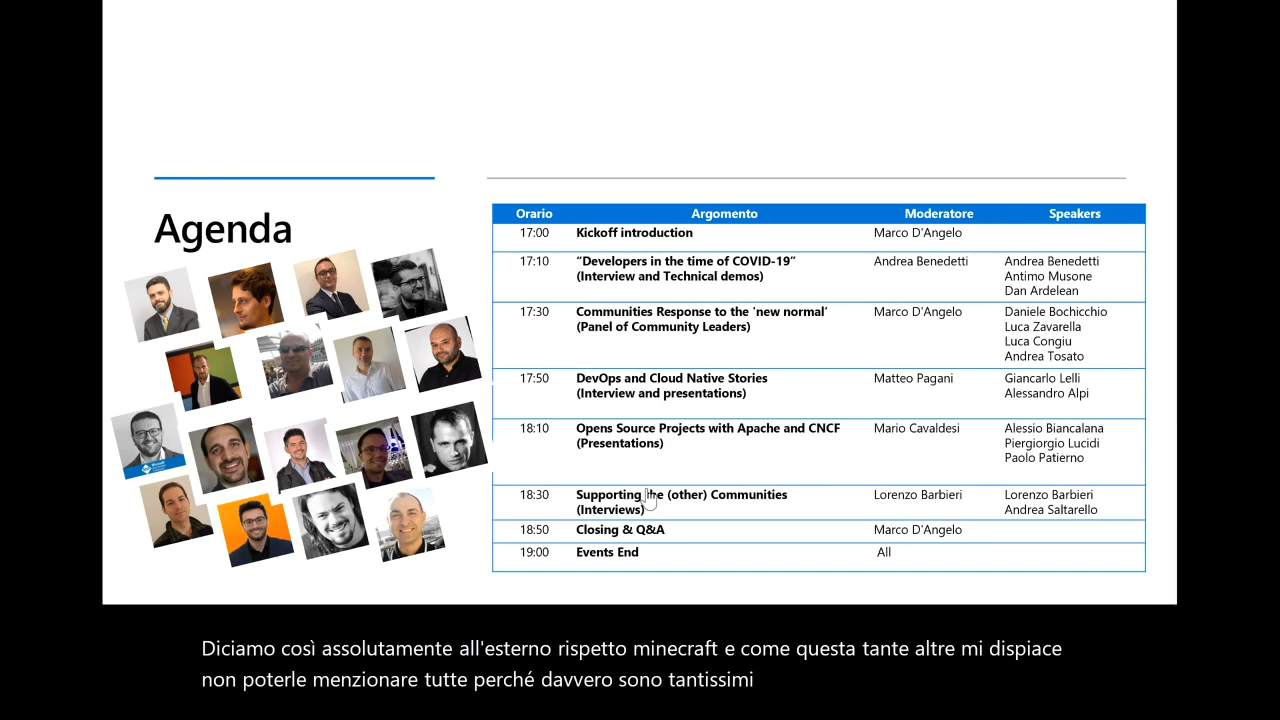 Agenda
Orario Argomento Moderatore Speakers
17:00 Kickoff introduction Marco D'Angelo
17:10 “Developers in the time of COVID-19” Andrea Benedetti Andrea Benedetti
(Interview and Technical demos) Antimo Musone
Dan Ardelean
17:30 Communities Response to the 'new normal' Marco D'Angelo Daniele Bochicchio
(Panel of Community Leaders) Luca Zavarella
Luca Congiu
Andrea Tosato
17:50 DevOps and Cloud Native Stories Matteo Pagani Giancarlo Lelli
(Interview and presentations) Alessandro Alpi
18:10 Opens Source Projects with Apache and CNCF Mario Cavaldesi Alessio Biancalana
(Presentations) Piergiorgio Lucidi
Paolo Patierno
18:30 Supporting the (other) Communities Lorenzo Barbieri Lorenzo Barbieri
(Interviews) Andrea Saltarello
18:50 Closing & Q&A Marco D'Angelo
19:00 Events End All
Diciamo così assolutamente all'esterno rispetto minecraft e come questa tante altre mi dispiace
non poterle menzionare tutte perché davvero sono tantissimi